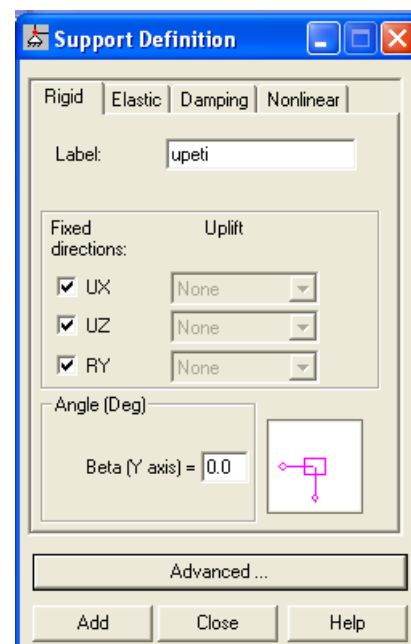 Support Definition
Rigid Elastic Damping Nonlinear
Label: upeti
Fixed directions: Uplift
UX None
UZ None
RY None
Angle (Deg)
Beta (Y axis) = 0.0
Advanced ...
Add Close Help